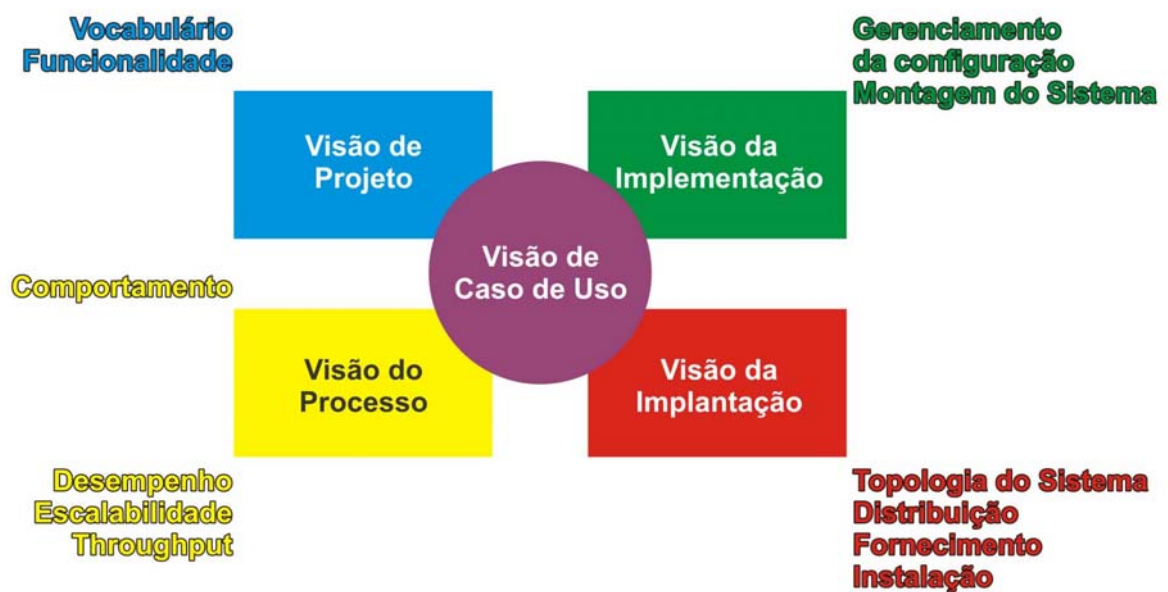 Vocabulário
Funcionalidade
Gerenciamento
da configuração
Montagem do Sistema
Visão de
Projeto
Visão da
Implementação
Visão de
Caso de Uso
Comportamento
Visão do
Processo
Visão da
Implantação
Desempenho
Escalabilidade
Throughput
Topologia do Sistema
Distribuição
Fornecimento
Instalação